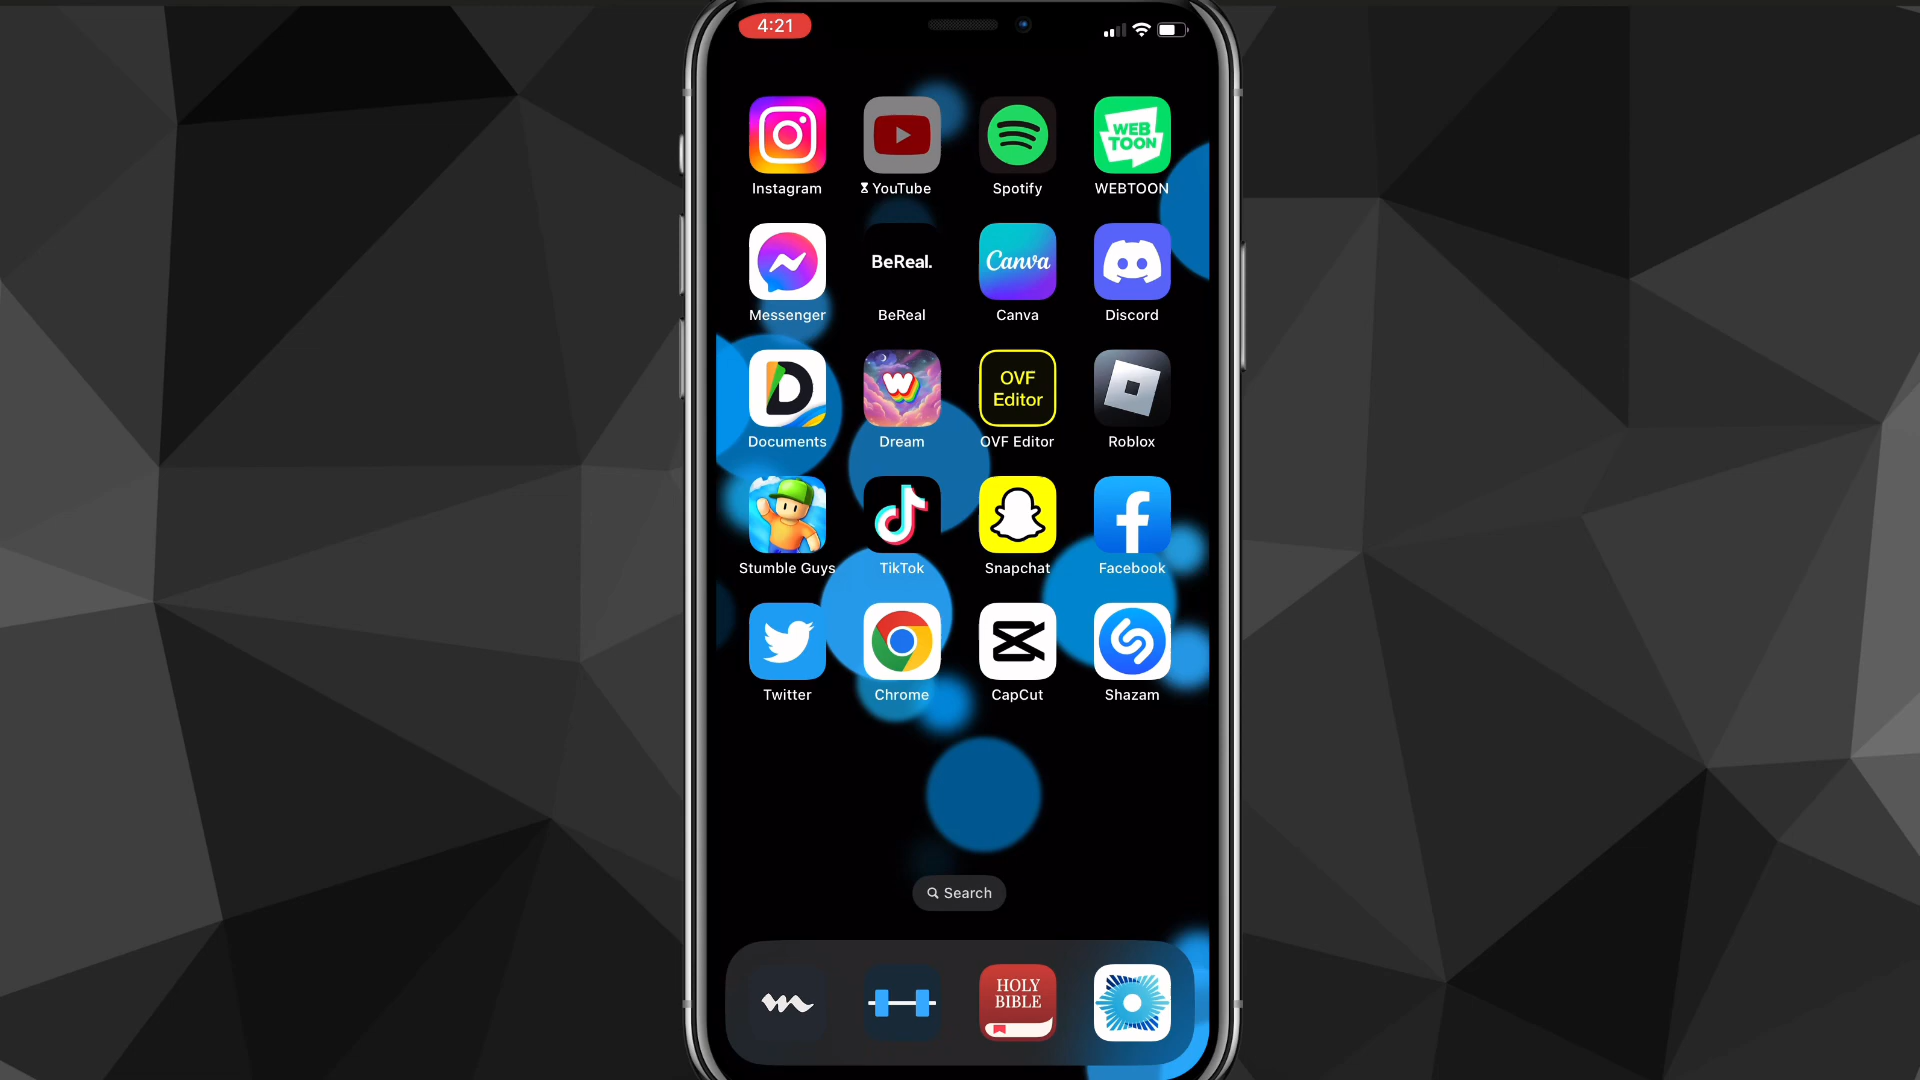 4:21
Instagram
YouTube
Spotify
WEB
TOON
WEBTOON
Messenger
BeReal.
BeReal
Canva
Canva
Discord
D
Documents
W
Dream
OVF
Editor
OVF Editor
Roblox
Stumble Guys
TikTok
Snapchat
f
Facebook
Twitter
Chrome
CapCut
Shazam
Search
HOLY
BIBLE